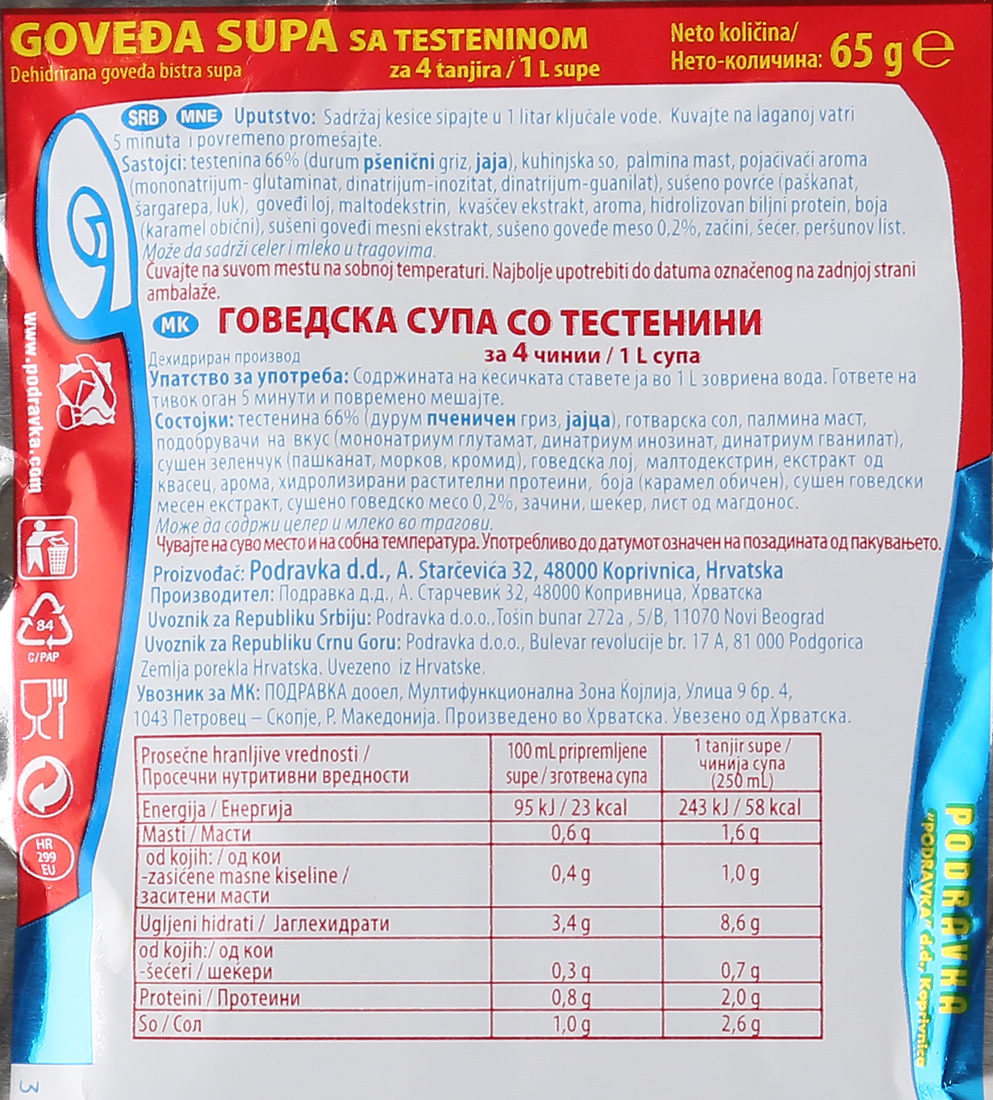 GOVEĐA SUPA SA TESTENINOM
Dehidrirana goveđa bistra supa
za 4 tanjira / 1 L supe
Neto količina/
Нето-количина: 65 g e
SRB MNE Uputstvo: Sadržaj kesice sipajte u 1 litar ključale vode. Kuvajte na laganoj vatri
5 minuta i povremeno promešajte.
Sastojci: testenina 66% (durum pšenični griz, jaja), kuhinjska so, palmina mast, pojačivači aroma
(mononatrijum- glutaminat, dinatrijum-inozitat, dinatrijum-guanilat), sušeno povrće (paškanat,
šargarepa, luk), goveđi loj, maltodekstrin, kvaščev ekstrakt, aroma, hidrolizovan biljni protein, boja
(karamel obični), sušeni goveđi mesni ekstrakt, sušeno goveđe meso 0,2%, začini, šećer, peršunov list.
Može da sadrži celer i mleko u tragovima.
Čuvajte na suvom mestu na sobnoj temperaturi. Najbolje upotrebiti do datuma označenog na zadnjoj strani
ambalaže.
MK ГОВЕДСКА СУПА СО ТЕСТЕНИНИ
Дехидриран производ
за 4 чинии / 1 L супа
Упатство за употреба: Содржината на ќесичката ставете ја во 1 L зовриена вода. Гответе на
тивок оган 5 минути и повремено мешајте.
Состојки: тестенина 66% (дурум пченичен гриз, јајца), готварска сол, палмина маст,
подобрувачи на вкус (мононатриум глутамат, динатриум инозинат, динатриум гванилат),
сушен зеленчук (пашканат, морков, кромид), говедска лој, малтодекстрин, екстракт од
квасец, арома, хидролизирани растителни протеини, боја (карамел обичен), сушен говедски
месен екстракт, сушено говедско месо 0,2%, зачини, шеќер, лист од магдонос.
Може да содржи целер и млеко во трагови.
Чувајте на суво место и на собна температура. Употребливо до датумот означен на позадината од пакувањето.
Proizvođač: Podravka d.d., A. Starčevića 32, 48000 Koprivnica, Hrvatska
Производител: Подравка д.д., А. Старчевиќ 32, 48000 Копривница, Хрватска
Uvoznik za Republiku Srbiju: Podravka d.o.o., Tošin bunar 272a , 5/B, 11070 Novi Beograd
Uvoznik za Republiku Crnu Goru: Podravka d.o.o., Bulevar revolucije br. 17 A, 81 000 Podgorica
Zemlja porekla Hrvatska. Uvezeno iz Hrvatske.
Увозник за МК: ПОДРАВКА дооел, Мултифункционална Зона Којлија, Улица 9 бр. 4,
1043 Петровец – Скопје, Р. Македонија. Произведено во Хрватска. Увезено од Хрватска.
Prosečne hranljive vrednosti /
Просечни нутритивни вредности
100 mL pripremljene
supe / зготвена супа
1 tanjir supe /
чинија супа
(250 mL)
Energija / Енергија 95 kJ / 23 kcal 243 kJ / 58 kcal
Masti / Масти 0,6 g 1,6 g
od kojih: / од кои
-zasićene masne kiseline / 0,4 g 1,0 g
заситени масти
Ugljeni hidrati / Јаглехидрати 3,4 g 8,6 g
od kojih:/ од кои
-šećeri / шеќери 0,3 g 0,7 g
Proteini / Протеини 0,8 g 2,0 g
So / Сол 1,0 g 2,6 g
www.podravka.com
84
C/PAP
HR
299
EU
3
PODRAVKA
"PODRAVKA" d.d., Koprivnica